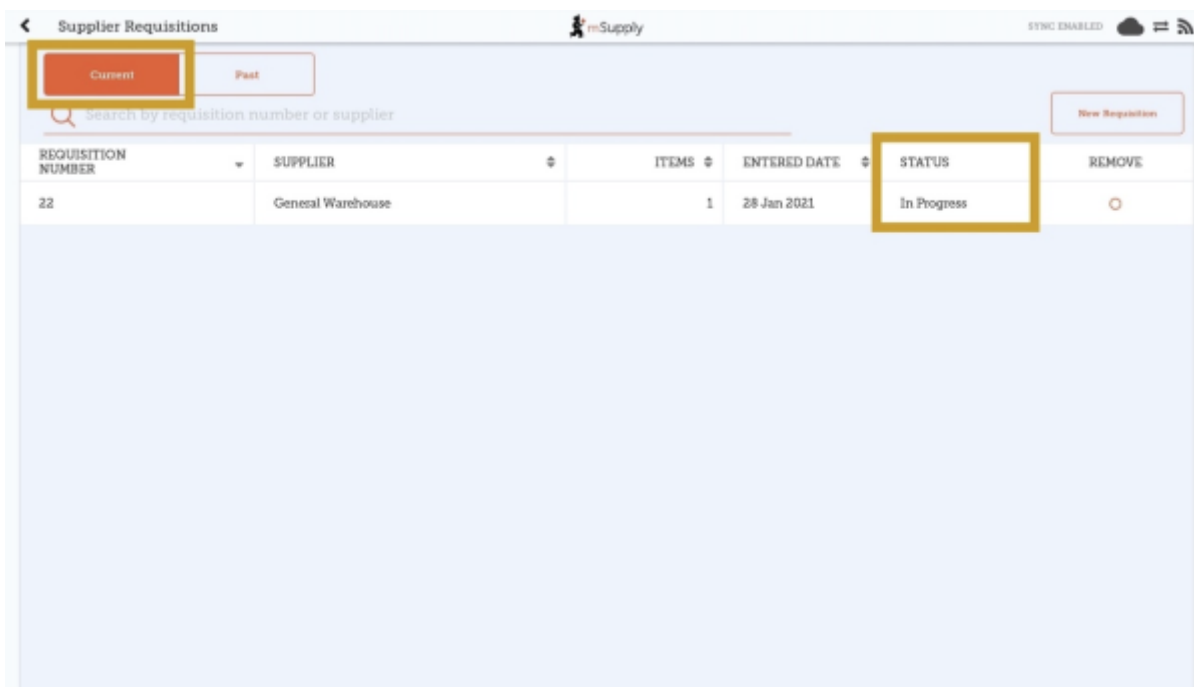 Supplier Requisitions mSupply SYNC ENABLED
Current Past
Search by requisition number or supplier
New Requisition
REQUISITION NUMBER SUPPLIER ITEMS ENTERED DATE STATUS REMOVE
22 General Warehouse 1 28 Jan 2021 In Progress